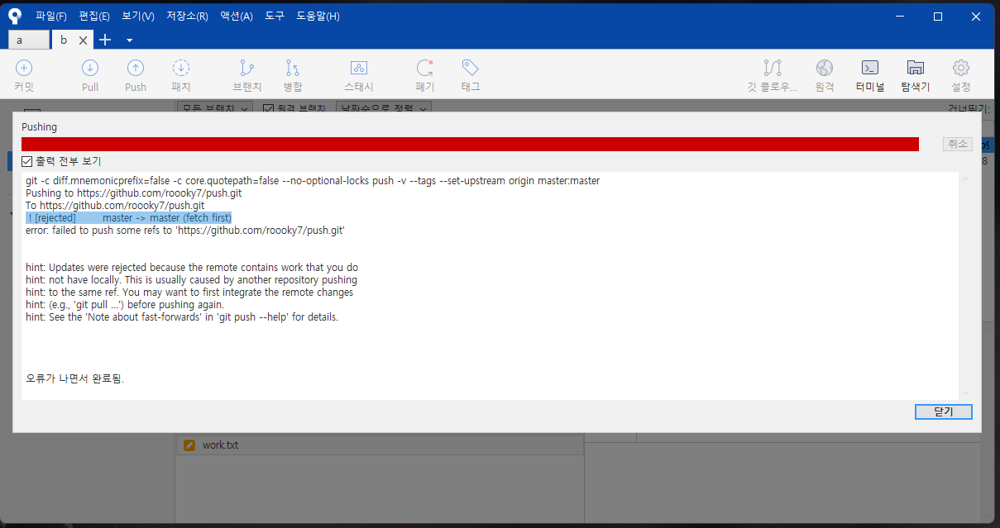 파일(F) 편집(E) 보기(V) 저장소(R) 액션(A) 도구 도움말(H)
a b
커밋 Pull Push 패치 브랜치 병합 스태시 폐기 태그 깃 플로우... 원격 터미널 탐색기 설정
모든 브랜치 원격 브랜치 날짜순으로 정렬 건너뛰기:
Pushing
취소
출력 전부 보기
git -c diff.mnemonicprefix=false -c core.quotepath=false --no-optional-locks push -v --tags --set-upstream origin master:master
Pushing to https://github.com/roooky7/push.git
To https://github.com/roooky7/push.git
! [rejected] master -> master (fetch first)
error: failed to push some refs to 'https://github.com/roooky7/push.git'
hint: Updates were rejected because the remote contains work that you do
hint: not have locally. This is usually caused by another repository pushing
hint: to the same ref. You may want to first integrate the remote changes
hint: (e.g., 'git pull ...') before pushing again.
hint: See the 'Note about fast-forwards' in 'git push --help' for details.
오류가 나면서 완료됨.
닫기
work.txt